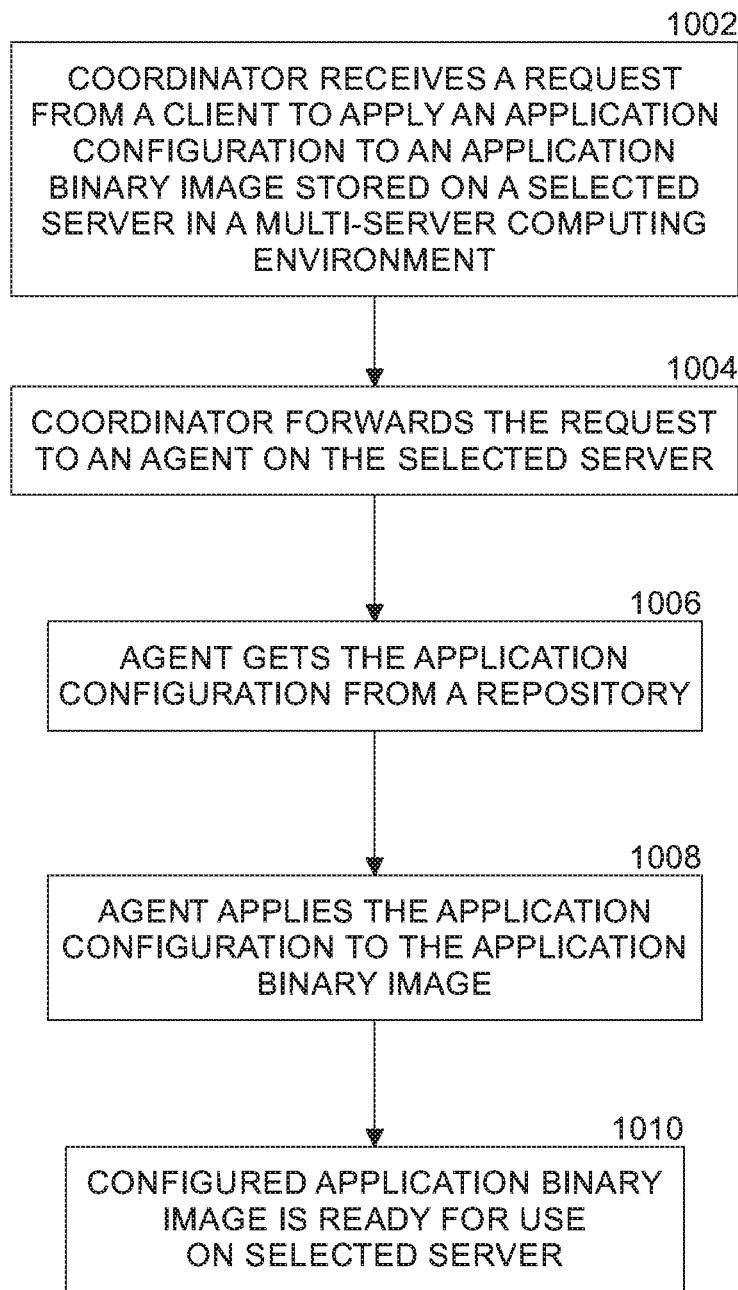 1002
COORDINATOR RECEIVES A REQUEST
FROM A CLIENT TO APPLY AN APPLICATION
CONFIGURATION TO AN APPLICATION
BINARY IMAGE STORED ON A SELECTED
SERVER IN A MULTI-SERVER COMPUTING
ENVIRONMENT
1004
COORDINATOR FORWARDS THE REQUEST
TO AN AGENT ON THE SELECTED SERVER
1006
AGENT GETS THE APPLICATION
CONFIGURATION FROM A REPOSITORY
1008
AGENT APPLIES THE APPLICATION
CONFIGURATION TO THE APPLICATION
BINARY IMAGE
1010
CONFIGURED APPLICATION BINARY
IMAGE IS READY FOR USE
ON SELECTED SERVER